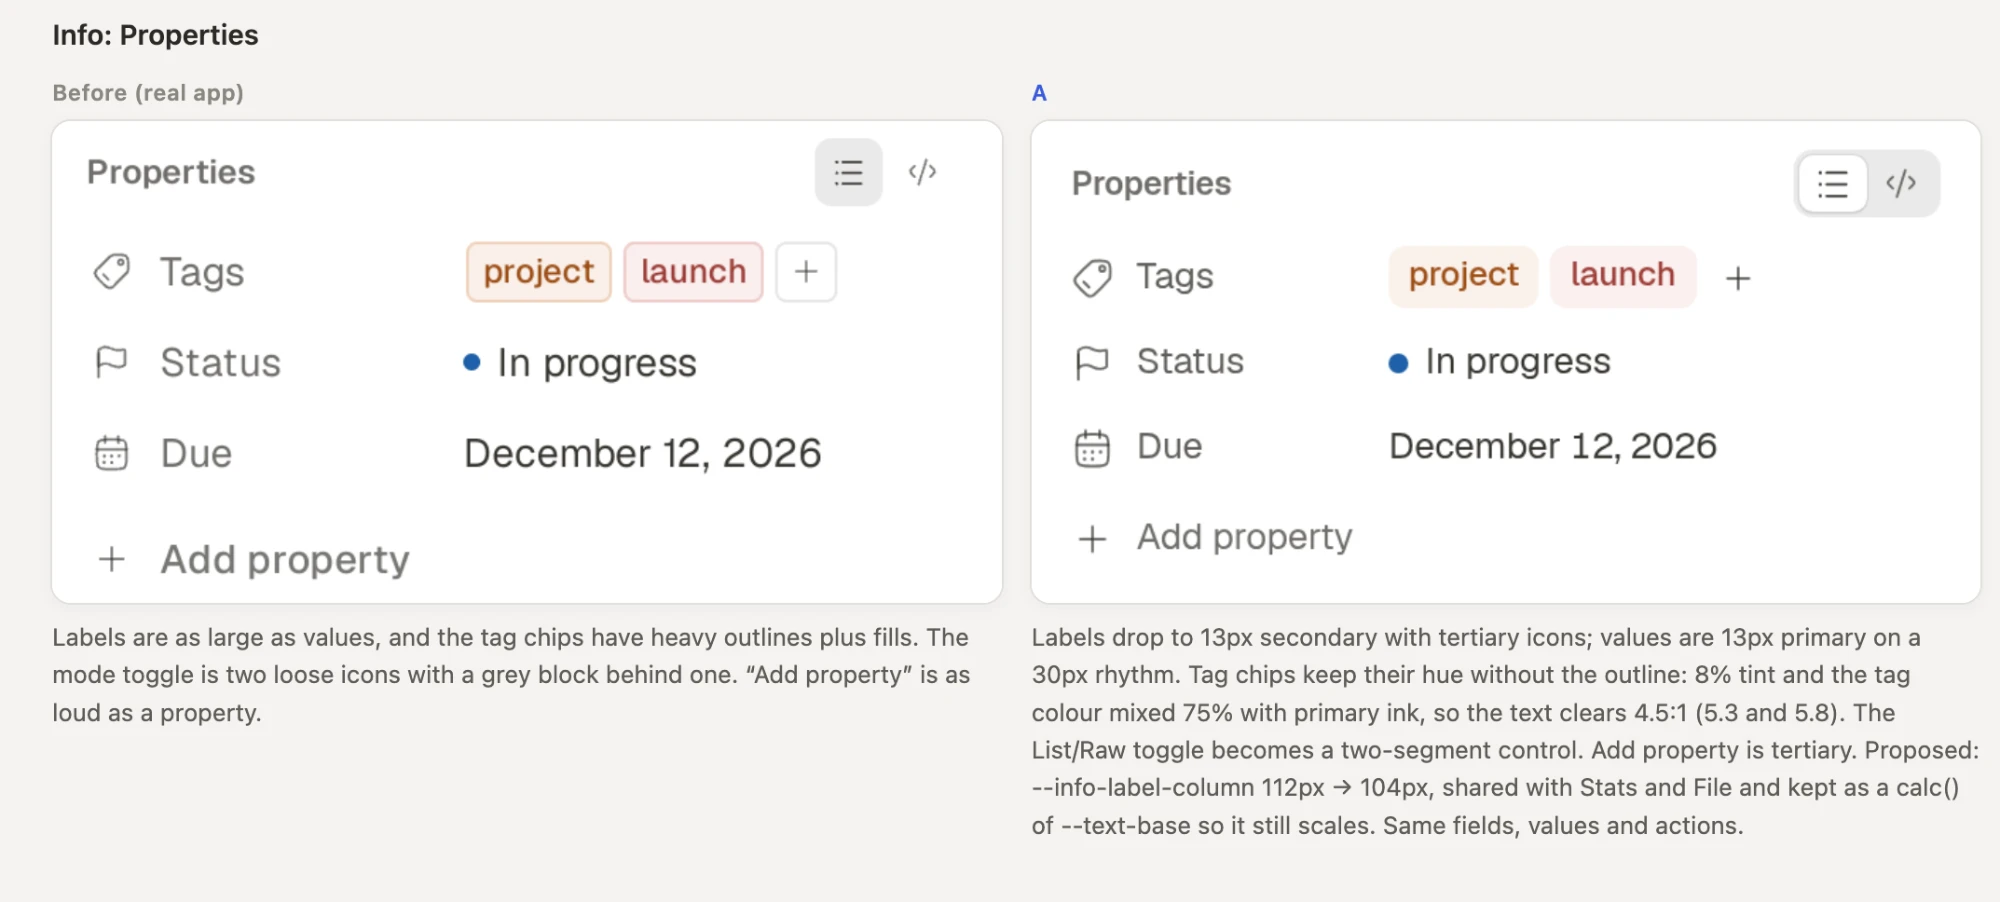 Info: Properties
Before (real app)
Properties
Tags project launch +
Status In progress
Due December 12, 2026
+ Add property
Labels are as large as values, and the tag chips have heavy outlines plus fills. The
mode toggle is two loose icons with a grey block behind one. “Add property” is as
loud as a property.
A
Properties
Tags project launch +
Status In progress
Due December 12, 2026
+ Add property
Labels drop to 13px secondary with tertiary icons; values are 13px primary on a
30px rhythm. Tag chips keep their hue without the outline: 8% tint and the tag
colour mixed 75% with primary ink, so the text clears 4.5:1 (5.3 and 5.8). The
List/Raw toggle becomes a two-segment control. Add property is tertiary. Proposed:
--info-label-column 112px → 104px, shared with Stats and File and kept as a calc()
of --text-base so it still scales. Same fields, values and actions.